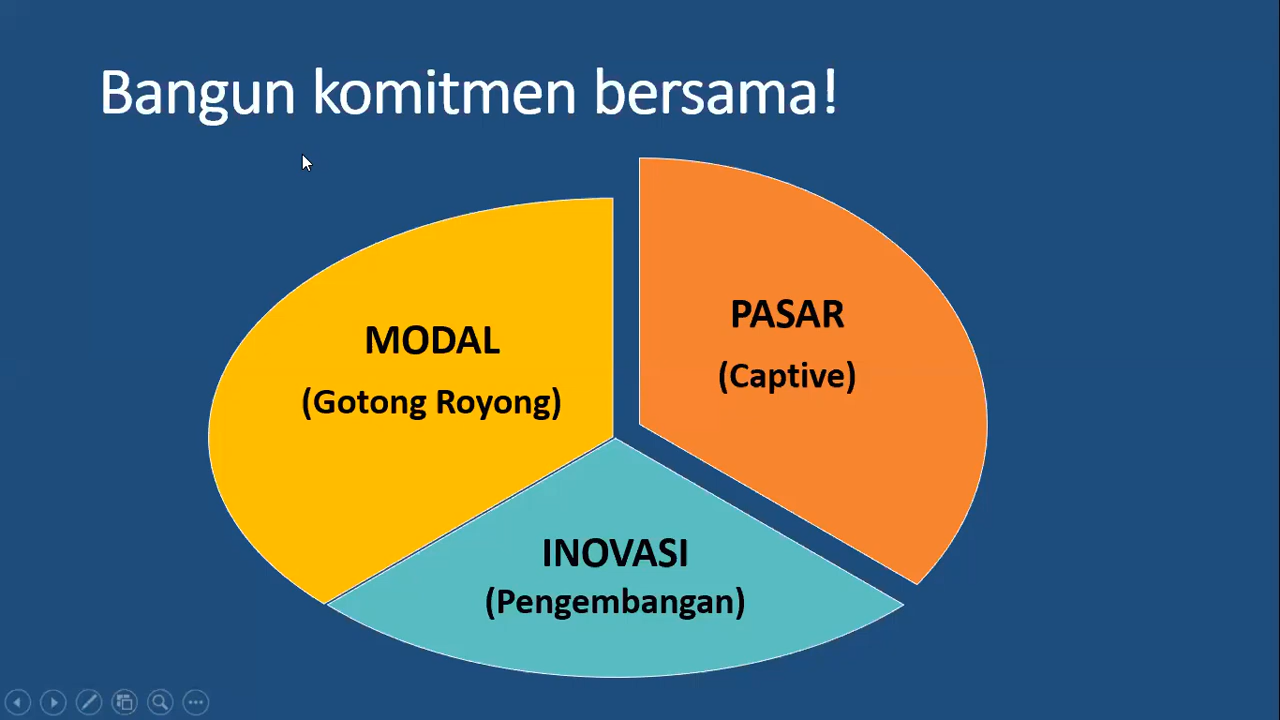 Bangun komitmen bersama!
MODAL
(Gotong Royong)
PASAR
(Captive)
INOVASI
(Pengembangan)